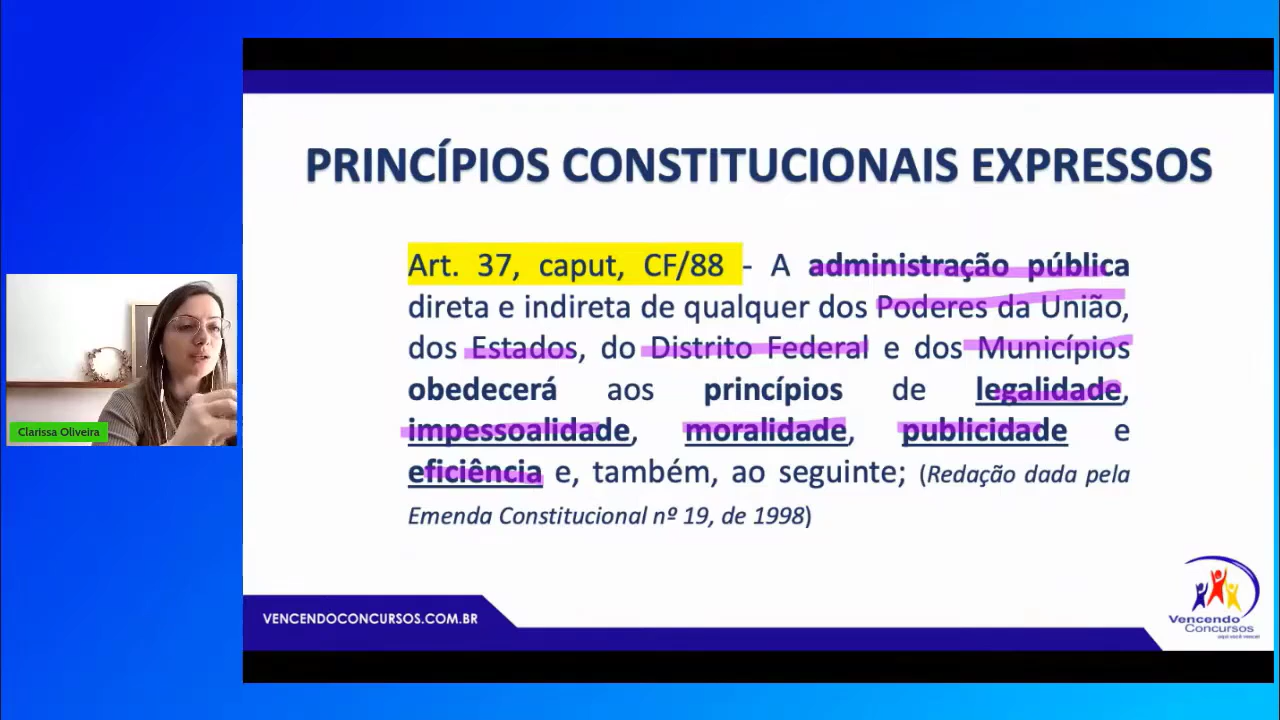 PRINCÍPIOS CONSTITUCIONAIS EXPRESSOS
Art. 37, caput, CF/88 - A administração pública
direta e indireta de qualquer dos Poderes da União,
dos Estados, do Distrito Federal e dos Municípios
obedecerá aos princípios de legalidade,
impessoalidade, moralidade, publicidade e
eficiência e, também, ao seguinte; (Redação dada pela
Emenda Constitucional nº 19, de 1998)
Clarissa Oliveira
VENCENDOCONCURSOS.COM.BR
Vencendo
Concursos